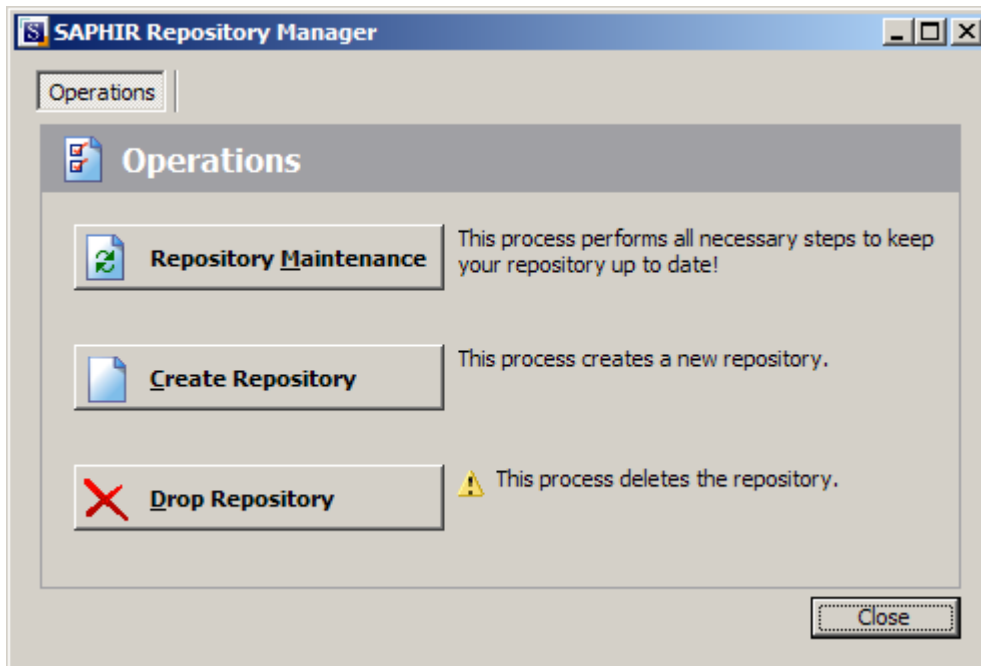 SAPHIR Repository Manager
Operations
Operations
Repository Maintenance
This process performs all necessary steps to keep
your repository up to date!
Create Repository
This process creates a new repository.
Drop Repository
This process deletes the repository.
Close